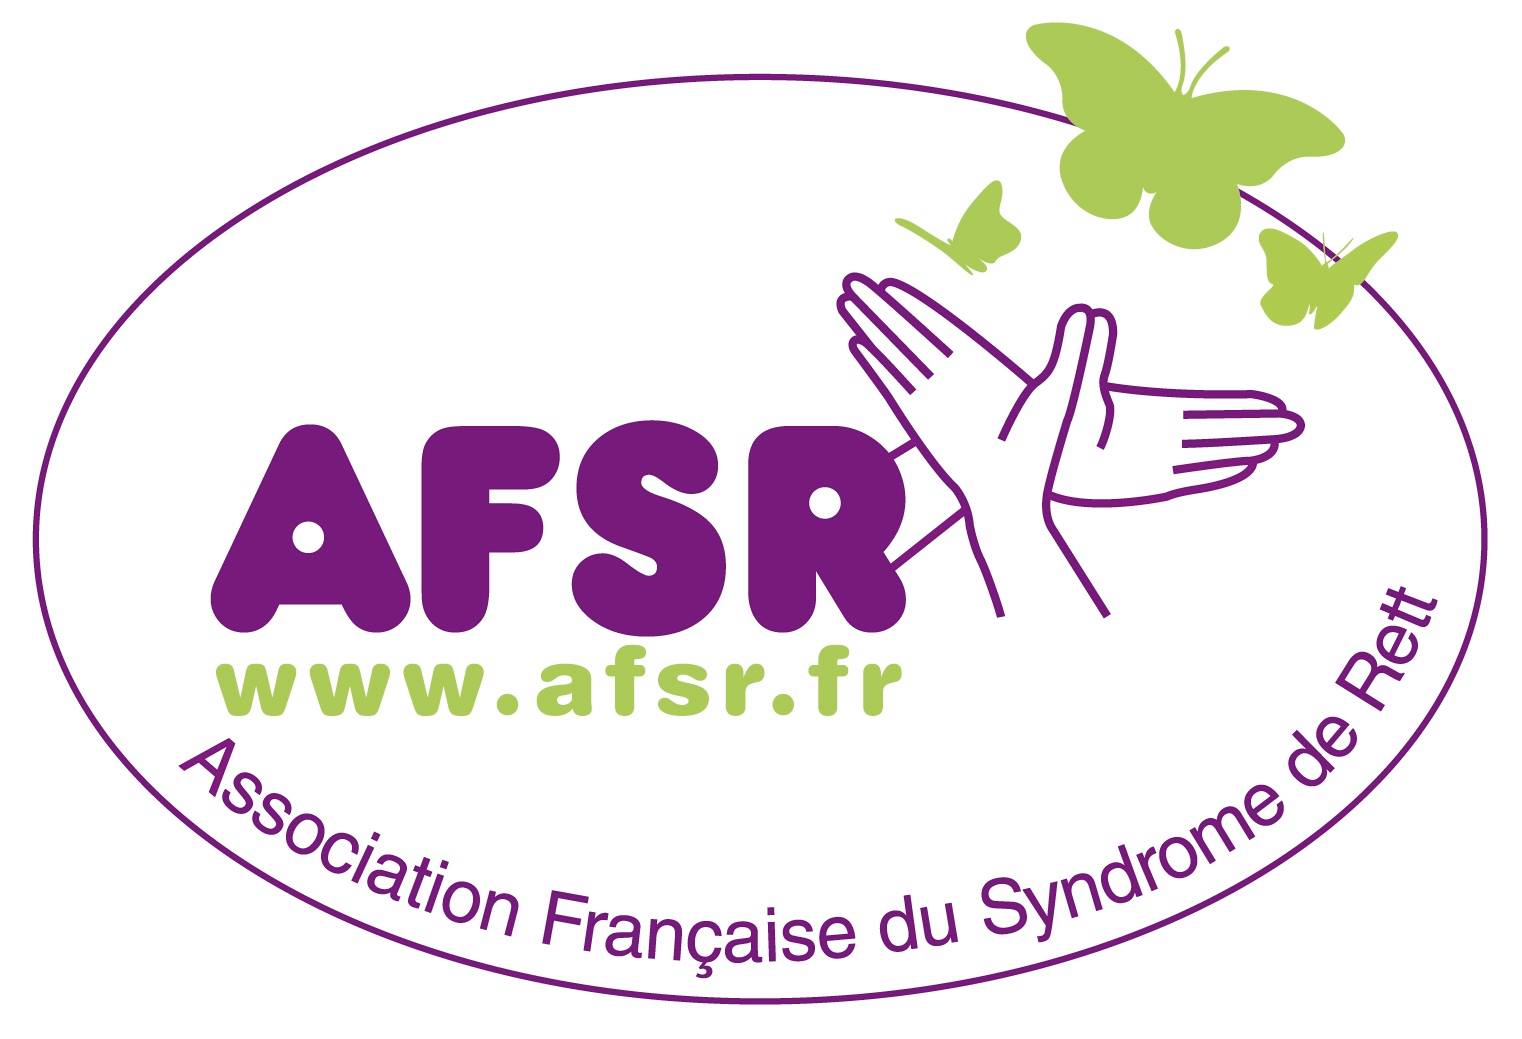 AFSR
www.afsr.fr
Association Française du Syndrome de Rett